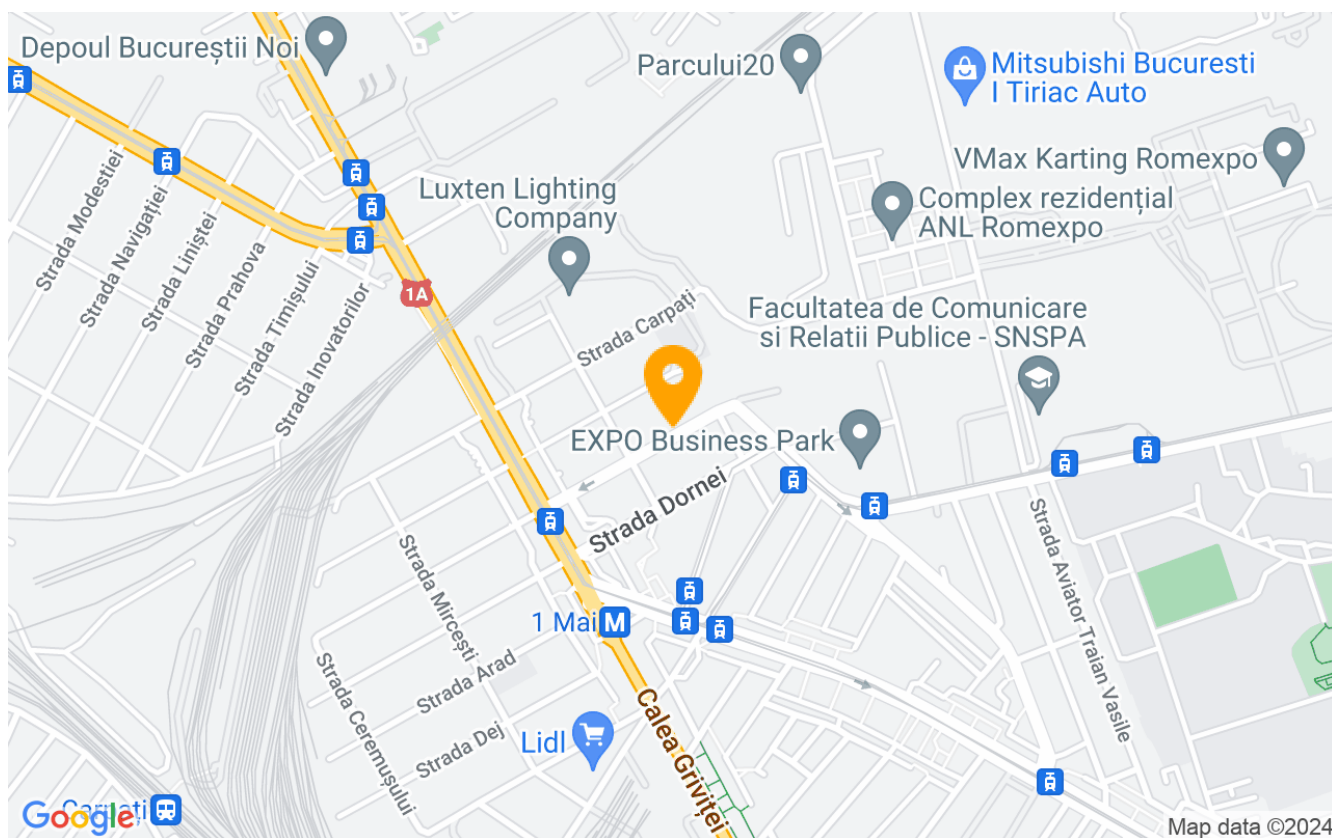 Depoul Bucureștii Noi
Parcului20
Mitsubishi Bucuresti
I Tiriac Auto
VMax Karting Romexpo
Strada Modestiei
Strada Navigației
Strada Liniștei
Strada Prahova
Strada Timișului
Strada Inovatorilor
Luxten Lighting
Company
Complex rezidențial
ANL Romexpo
1A
Strada Carpați
Facultatea de Comunicare
si Relatii Publice - SNSPA
EXPO Business Park
Strada Dornei
Strada Aviator Traian Vasile
Strada Mircești
1 Mai
M
Strada Arad
Strada Ceremușului
Strada Dej
Lidl
Calea Griviței
Carpați
Google
Map data ©2024